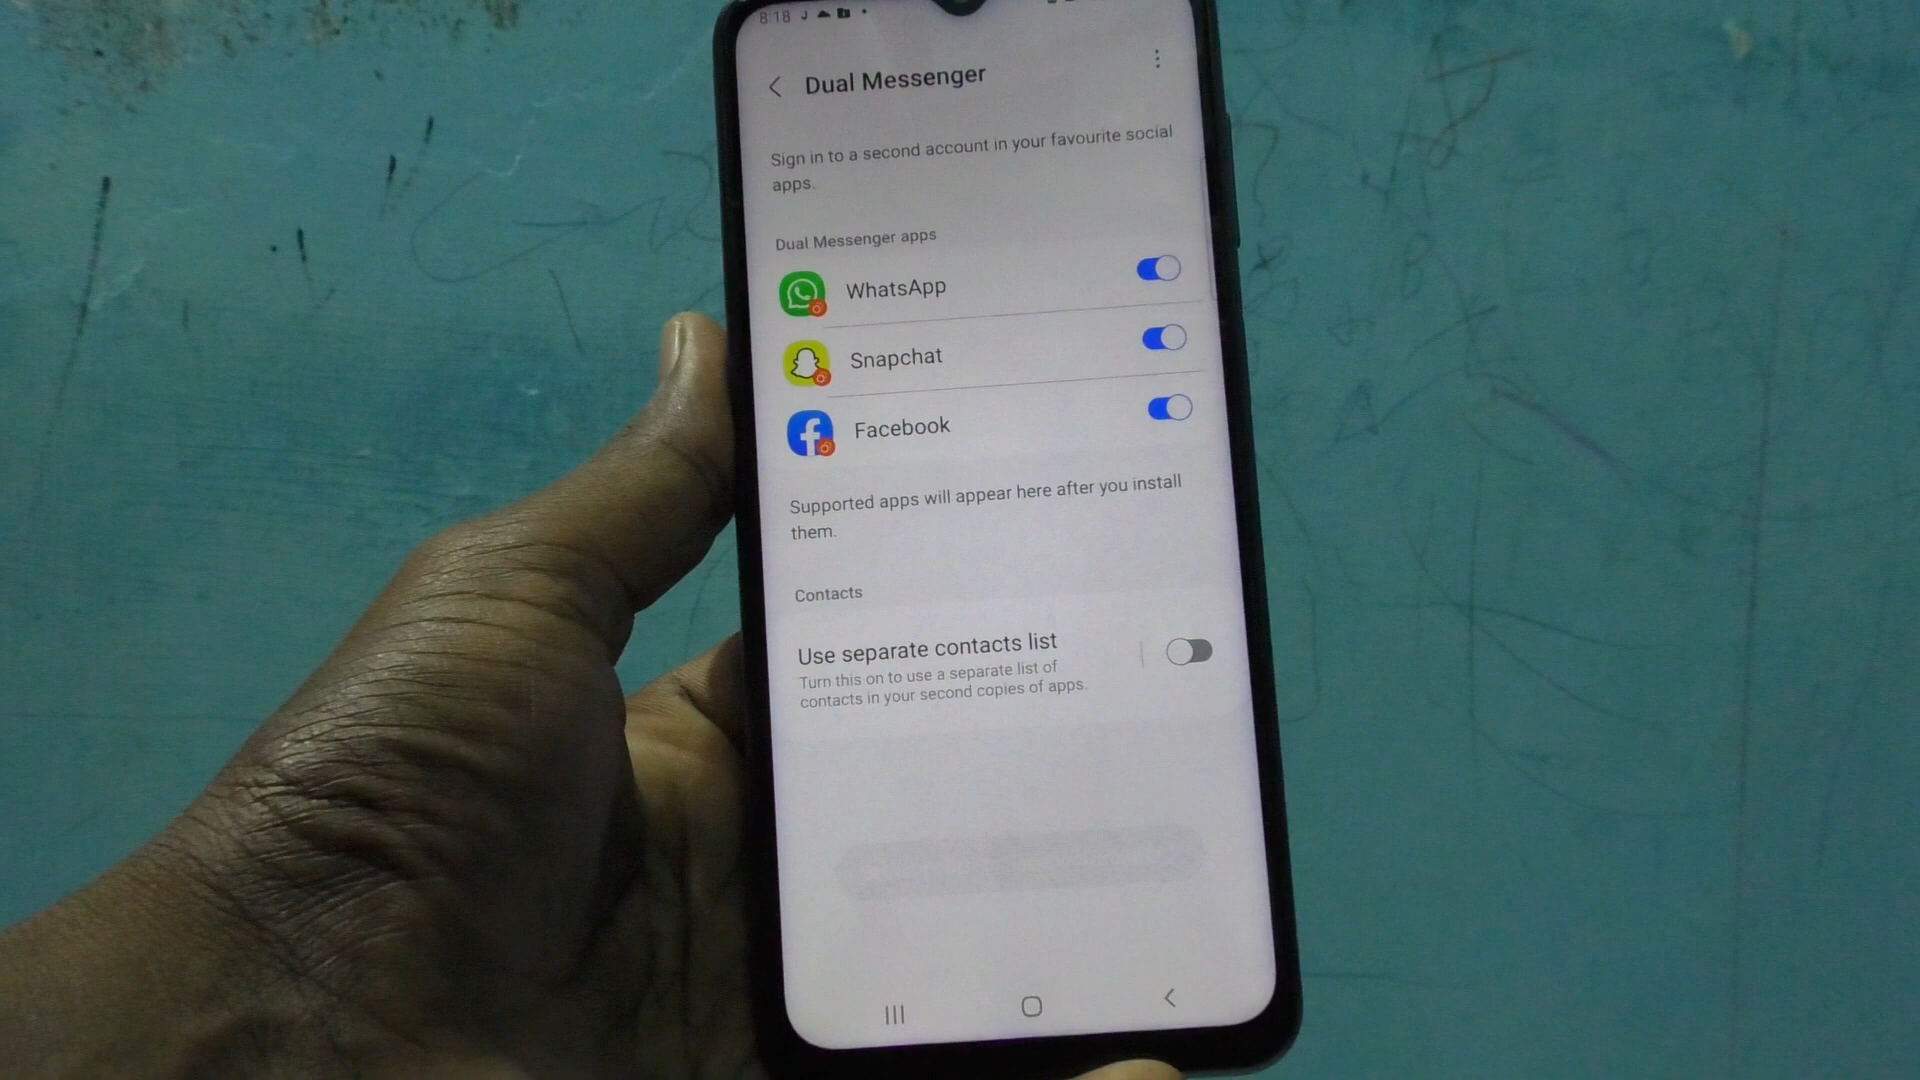 8:18
Dual Messenger
Sign in to a second account in your favourite social
apps.
Dual Messenger apps
WhatsApp
Snapchat
Facebook
Supported apps will appear here after you install
them.
Contacts
Use separate contacts list
Turn this on to use a separate list of
contacts in your second copies of apps.